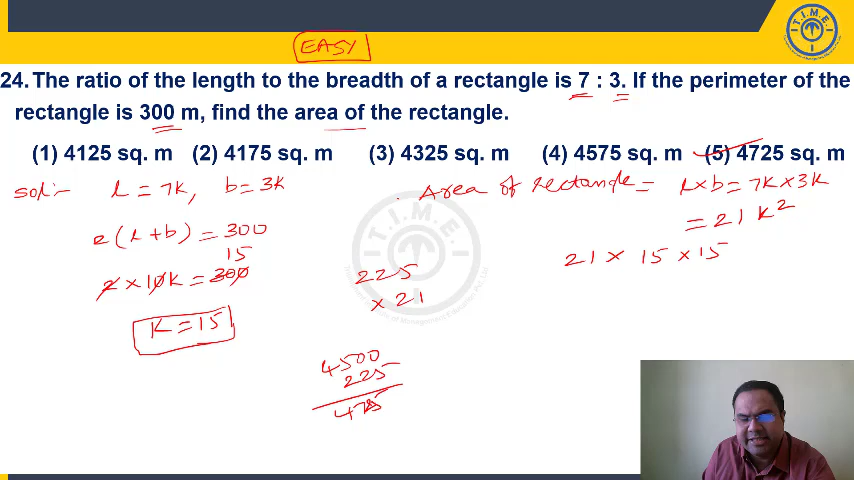 T.I.M.E.
EASY
24. The ratio of the length to the breadth of a rectangle is 7 : 3. If the perimeter of the
rectangle is 300 m, find the area of the rectangle.
(1) 4125 sq. m (2) 4175 sq. m (3) 4325 sq. m (4) 4575 sq. m (5) 4725 sq. m
sol:- l = 7k, b = 3k
Area of rectangle = l x b = 7k x 3k
= 21 k²
2(l+b) = 300
15
2 x 10k = 300
k = 15
21 x 15 x 15
225
x 21
4500
225
4725
T.I.M.E.